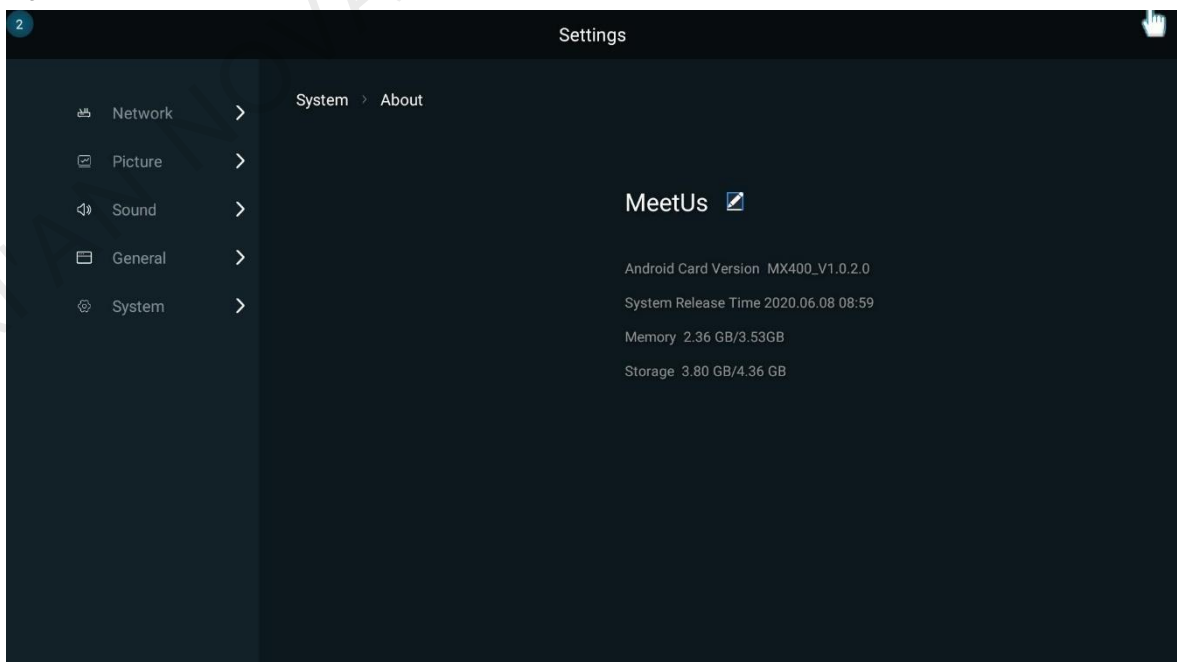 2
Settings
Network
Picture
Sound
General
System
System > About
MeetUs
Android Card Version MX400_V1.0.2.0
System Release Time 2020.06.08 08:59
Memory 2.36 GB/3.53GB
Storage 3.80 GB/4.36 GB